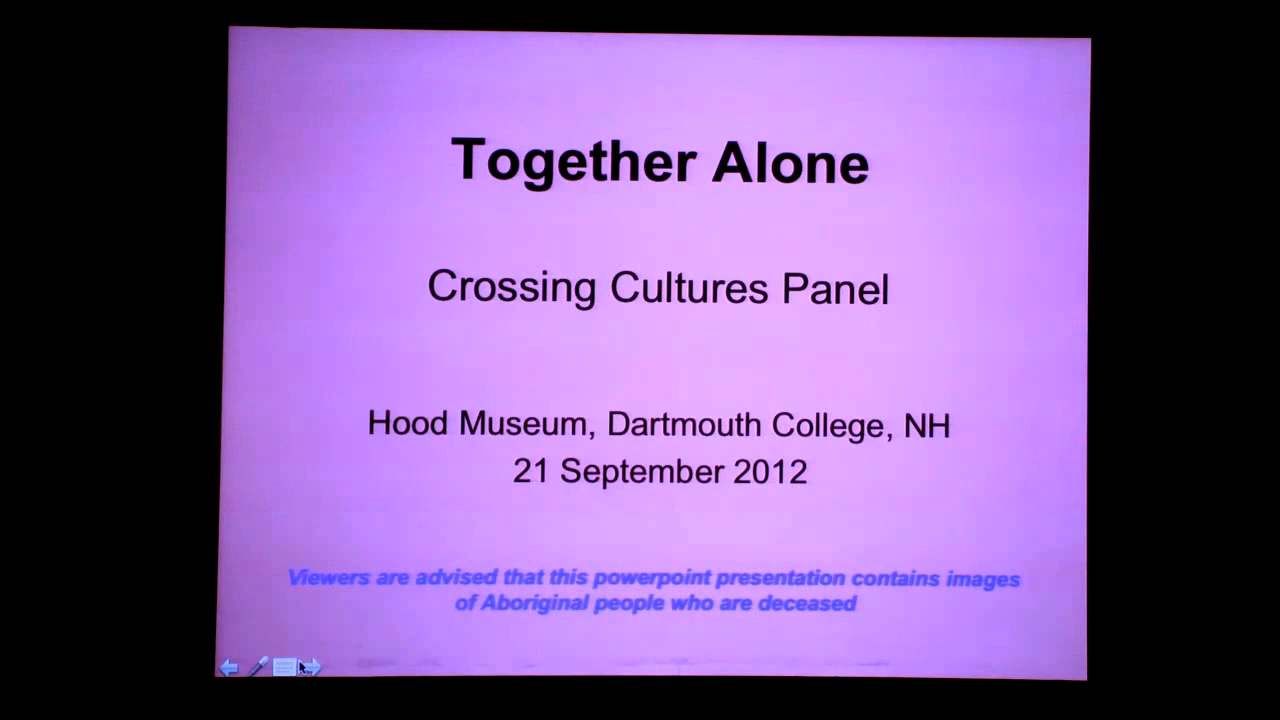 Together Alone
Crossing Cultures Panel
Hood Museum, Dartmouth College, NH
21 September 2012
Viewers are advised that this powerpoint presentation contains images
of Aboriginal people who are deceased